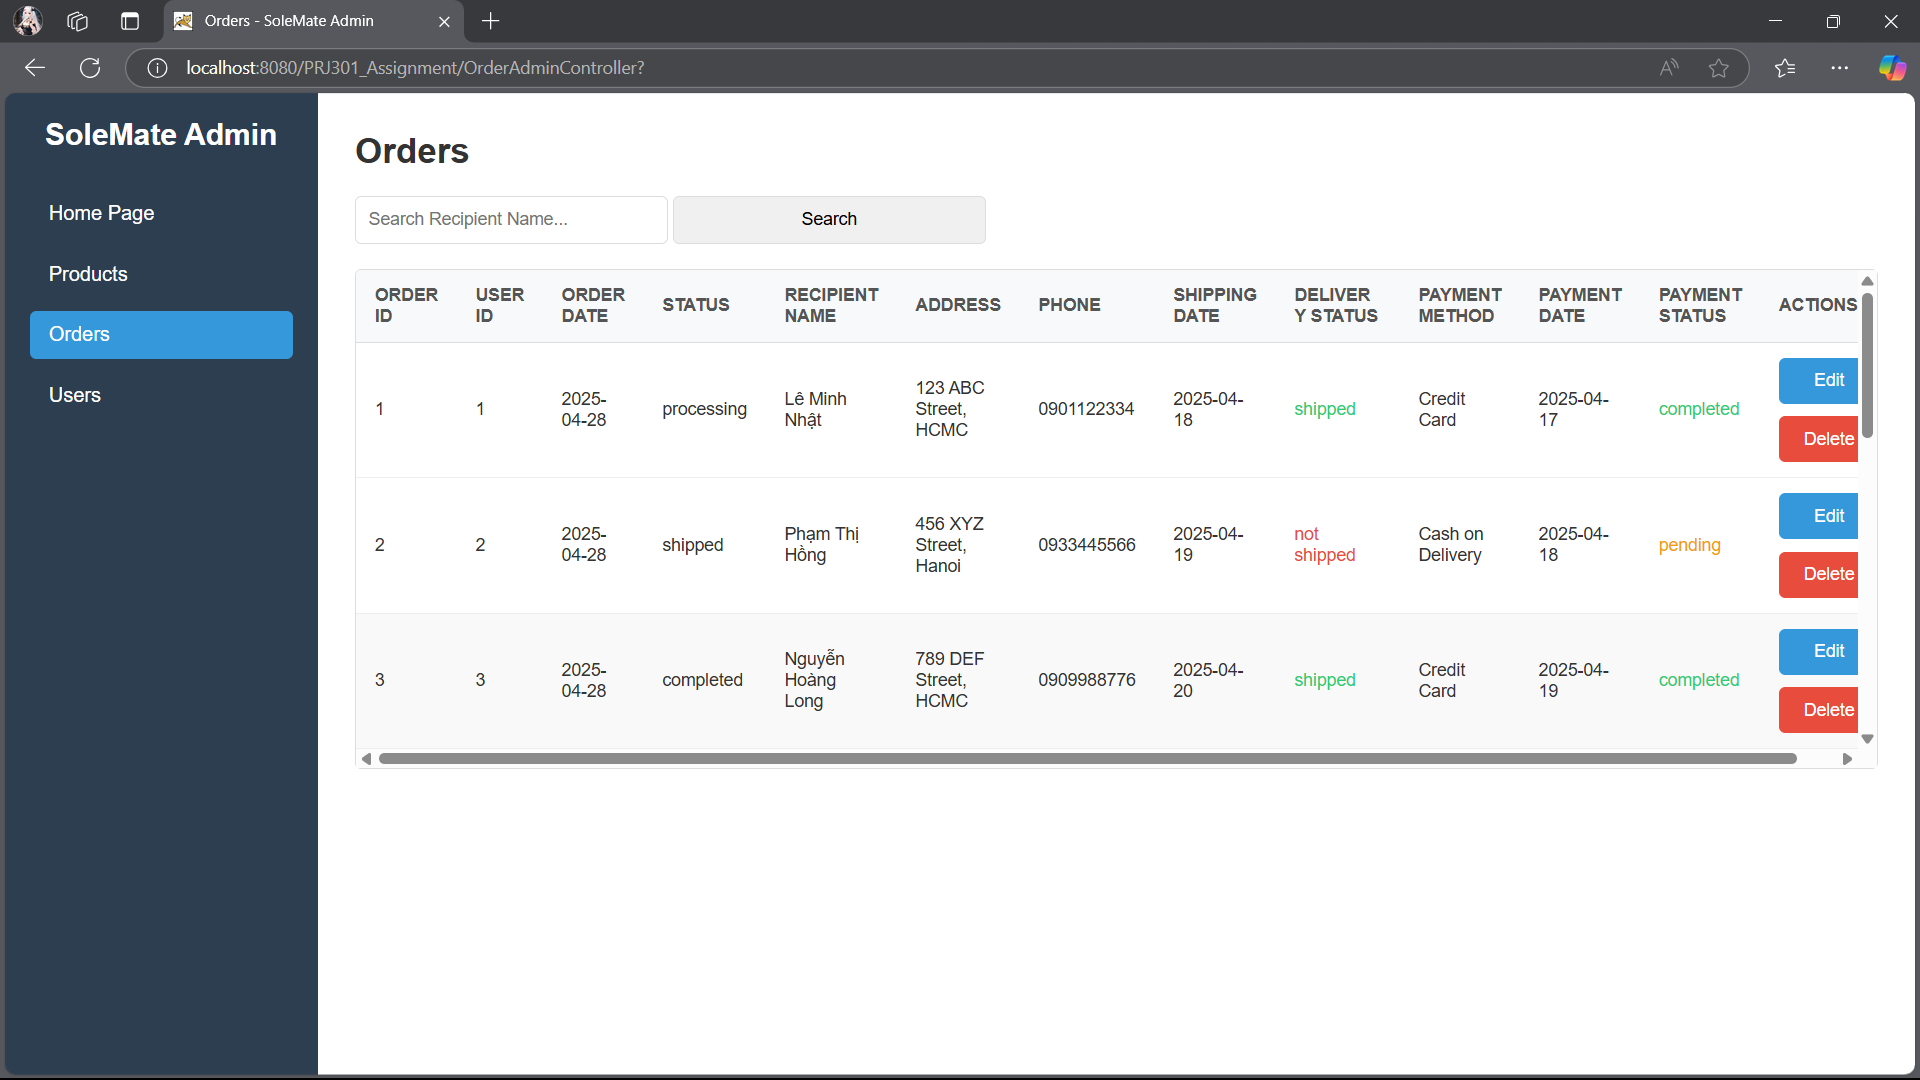 Orders - SoleMate Admin
localhost:8080/PRJ301_Assignment/OrderAdminController?
SoleMate Admin
Home Page
Products
Orders
Users
Orders
Search Recipient Name...
Search
ORDER ID
USER ID
ORDER DATE
STATUS
RECIPIENT NAME
ADDRESS
PHONE
SHIPPING DATE
DELIVER
Y STATUS
PAYMENT METHOD
PAYMENT DATE
PAYMENT STATUS
ACTIONS
1
1
2025-
04-28
processing
Lê Minh
Nhật
123 ABC
Street,
HCMC
0901122334
2025-04-
18
shipped
Credit
Card
2025-04-
17
completed
Edit
Delete
2
2
2025-
04-28
shipped
Phạm Thị
Hồng
456 XYZ
Street,
Hanoi
0933445566
2025-04-
19
not
shipped
Cash on
Delivery
2025-04-
18
pending
Edit
Delete
3
3
2025-
04-28
completed
Nguyễn
Hoàng
Long
789 DEF
Street,
HCMC
0909988776
2025-04-
20
shipped
Credit
Card
2025-04-
19
completed
Edit
Delete